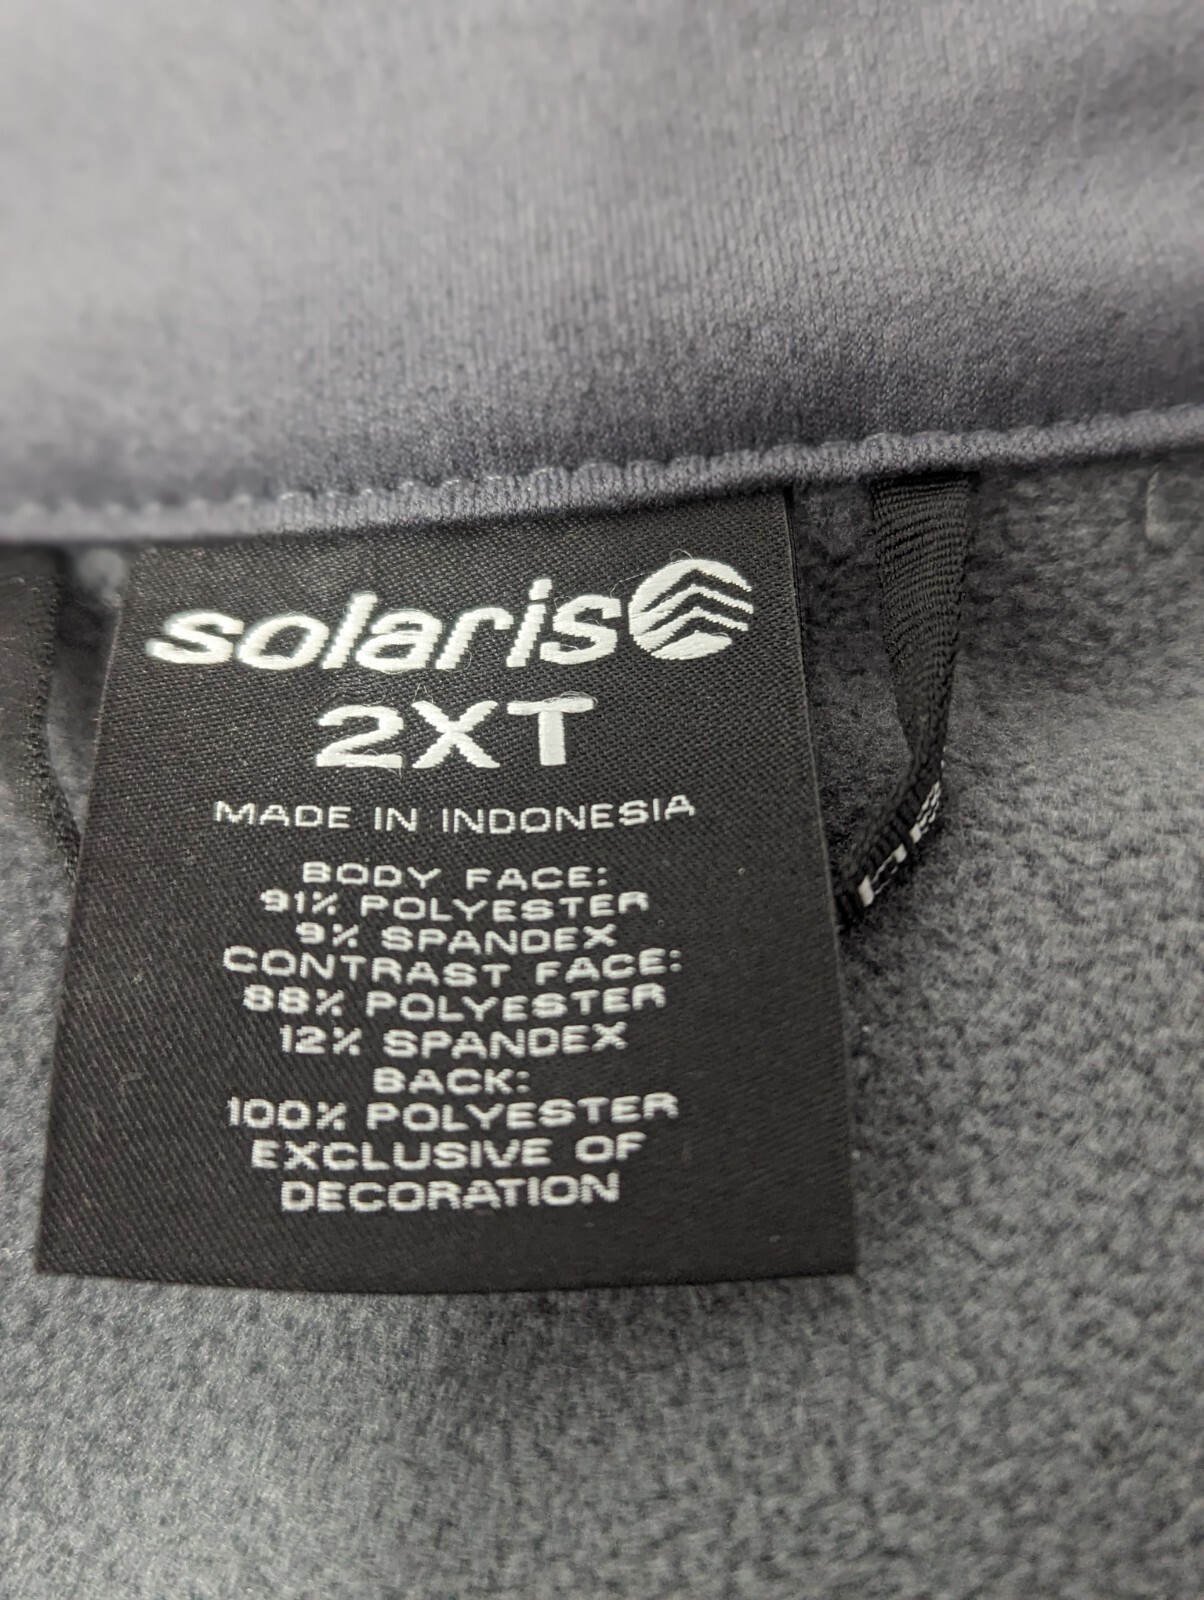 solaris
2XT
MADE IN INDONESIA
BODY FACE:
91% POLYESTER
9% SPANDEX
CONTRAST FACE:
88% POLYESTER
12% SPANDEX
BACK:
100% POLYESTER
EXCLUSIVE OF
DECORATION